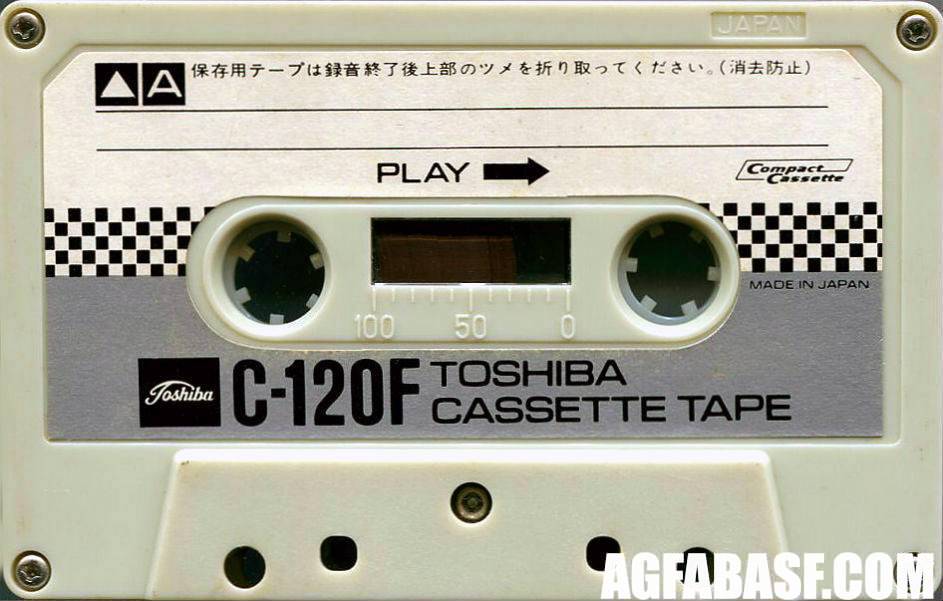 JAPAN
A 保存用テープは録音終了後上部のツメを折り取ってください。(消去防止)
PLAY
Compact Cassette
MADE IN JAPAN
100 50 0
Toshiba C-120F TOSHIBA
CASSETTE TAPE
AGFABASF.COM